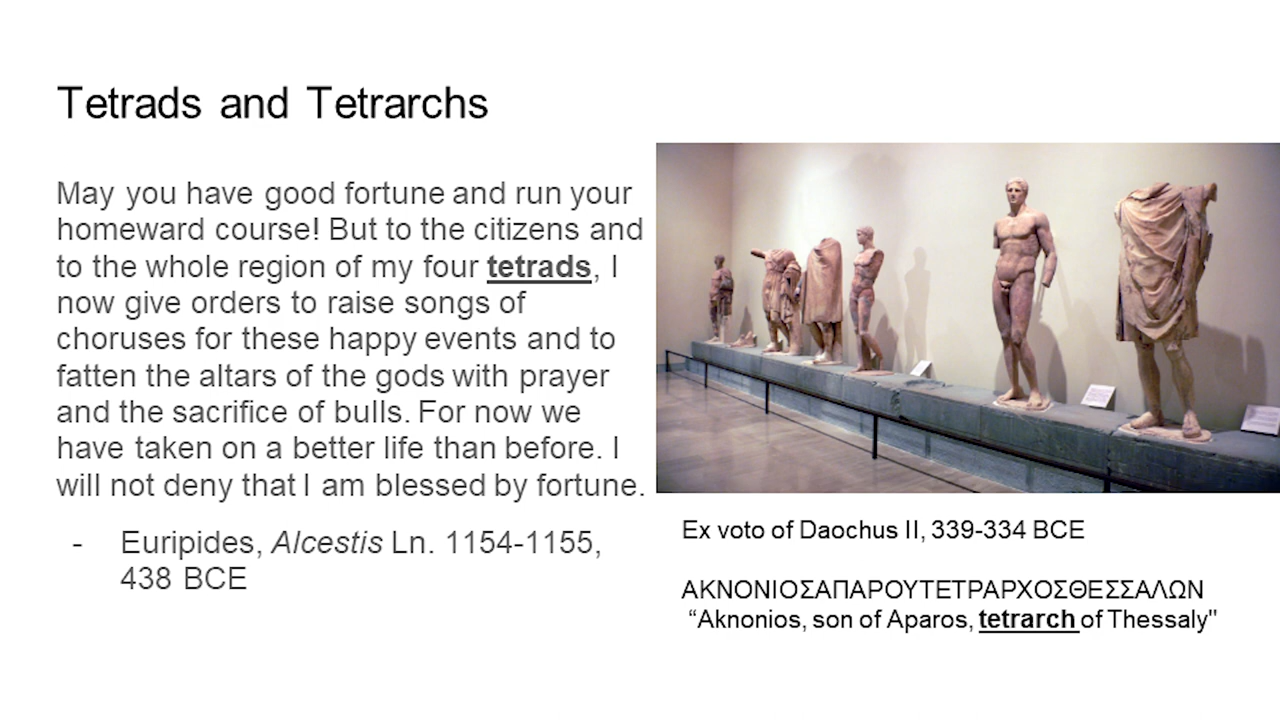 Tetrads and Tetrarchs
May you have good fortune and run your
homeward course! But to the citizens and
to the whole region of my four tetrads, I
now give orders to raise songs of
choruses for these happy events and to
fatten the altars of the gods with prayer
and the sacrifice of bulls. For now we
have taken on a better life than before. I
will not deny that I am blessed by fortune.
- Euripides, Alcestis Ln. 1154-1155,
438 BCE
Ex voto of Daochus II, 339-334 BCE
ΑΚΝΟΝΙΟΣΑΠΑΡΟΥΤΕΤΡΑΡΧΟΣΘΕΣΣΑΛΩΝ
“Aknonios, son of Aparos, tetrarch of Thessaly"